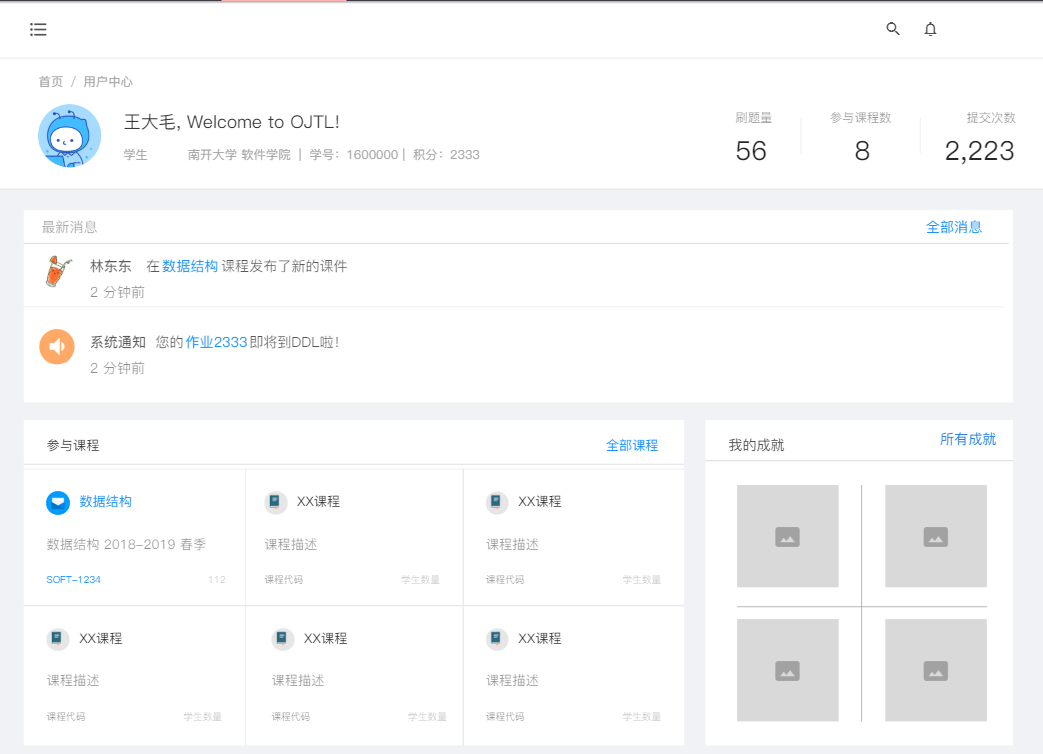 首页 / 用户中心
王大毛, Welcome to OJTL!
学生 南开大学 软件学院 | 学号: 1600000 | 积分: 2333
刷题量 参与课程数 提交次数
56 8 2,223
最新消息 全部消息
林东东 在数据结构课程发布了新的课件
2 分钟前
系统通知 您的作业2333即将到DDL啦!
2 分钟前
参与课程 全部课程
数据结构 XX课程 XX课程
数据结构 2018-2019 春季 课程描述 课程描述
SOFT-1234 112 课程代码 学生数量 课程代码 学生数量
XX课程 XX课程 XX课程
课程描述 课程描述 课程描述
课程代码 学生数量 课程代码 学生数量 课程代码 学生数量
我的成就 所有成就